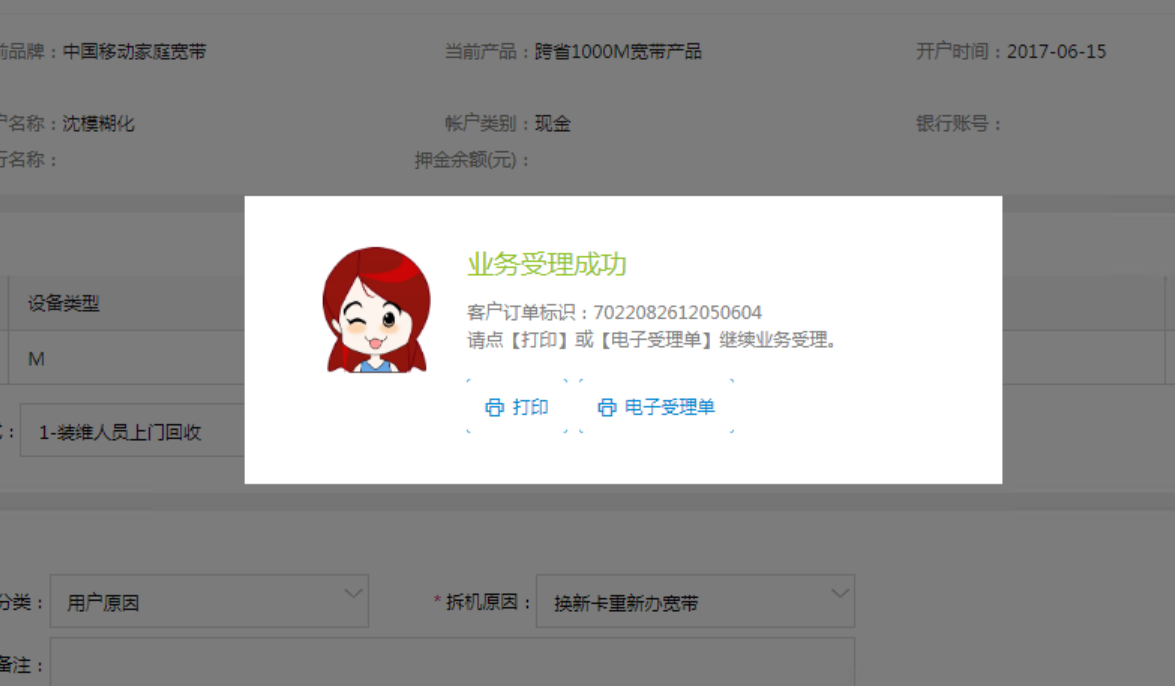 前品牌：中国移动家庭宽带 当前产品：跨省1000M宽带产品 开户时间：2017-06-15
户名称：沈模糊化 帐户类别：现金 银行账号：
行名称： 押金余额(元)：
业务受理成功
设备类型
客户订单标识：7022082612050604
请点【打印】或【电子受理单】继续业务受理。
M
打印 电子受理单
：1-装维人员上门回收
分类：用户原因 *拆机原因：换新卡重新办宽带
备注：